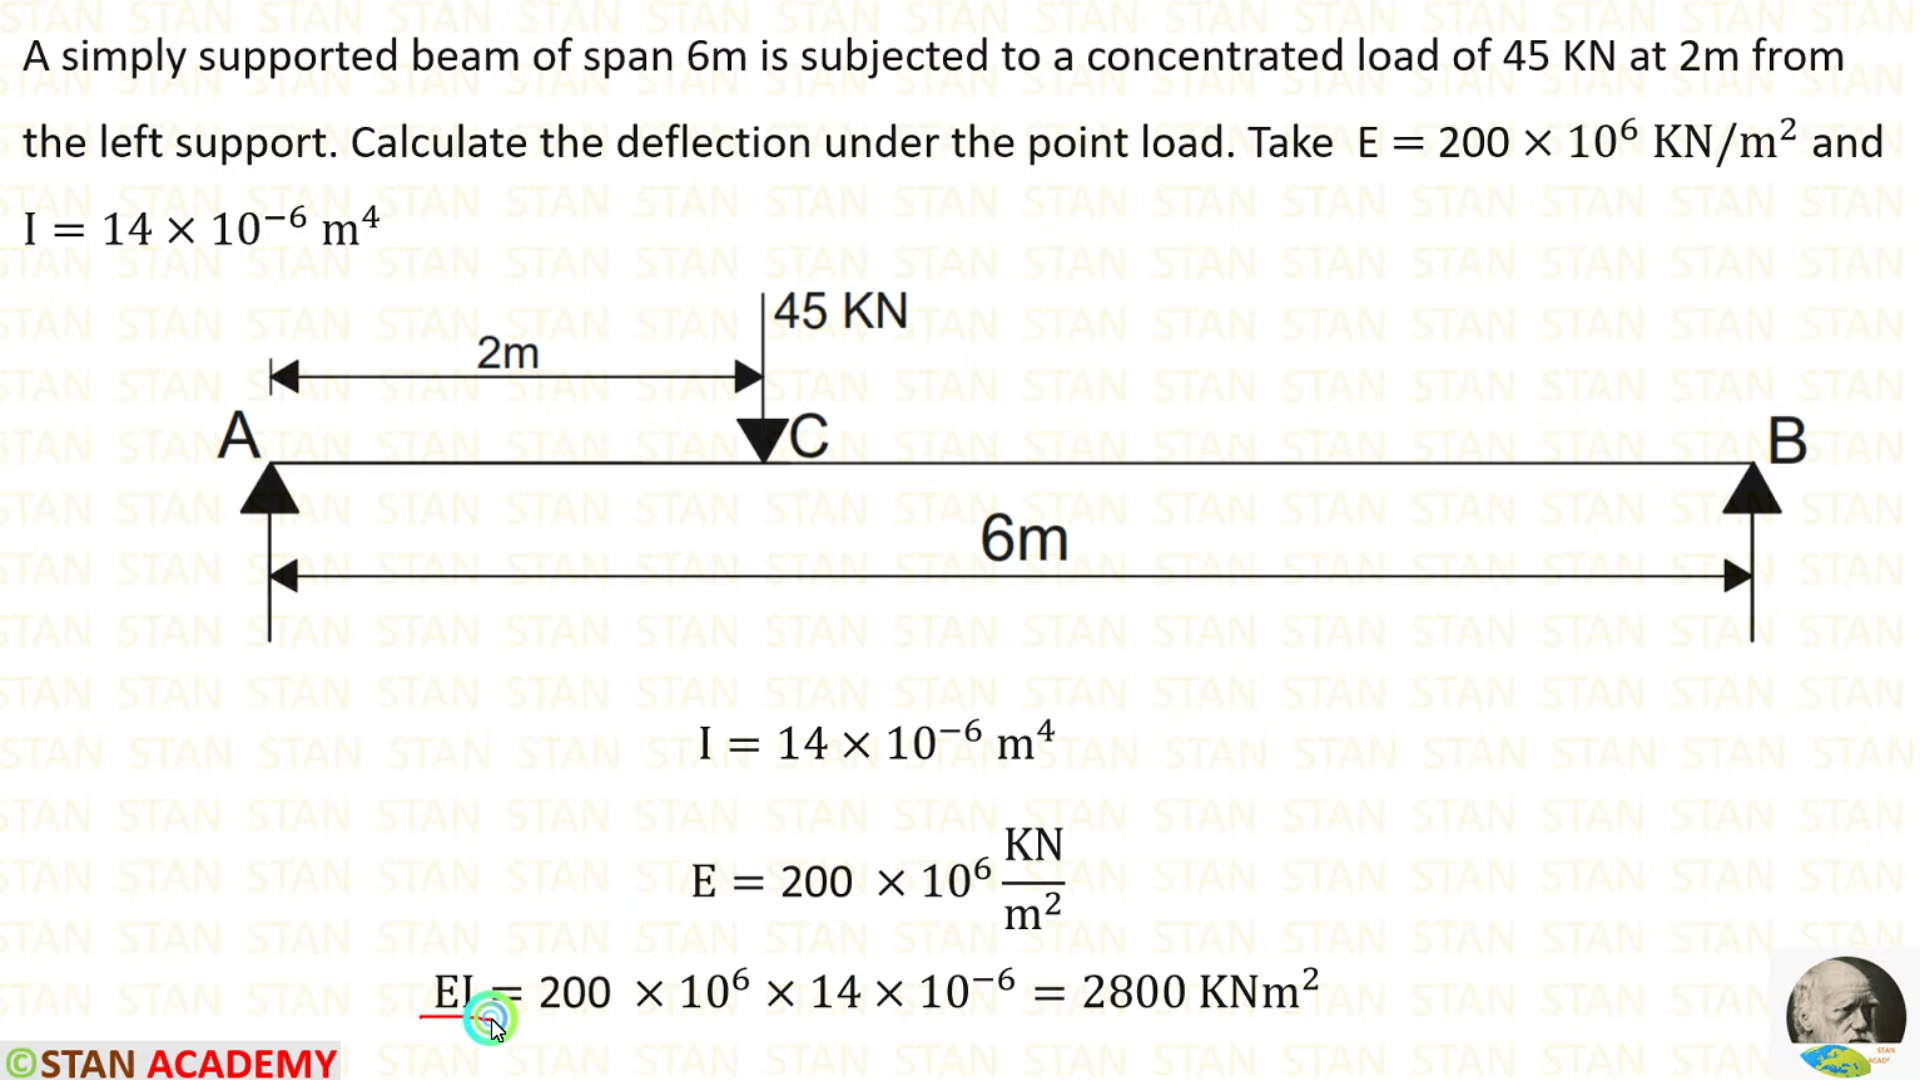 A simply supported beam of span 6m is subjected to a concentrated load of 45 KN at 2m from
the left support. Calculate the deflection under the point load. Take E = 200 × 10⁶ KN/m² and
I = 14 × 10⁻⁶ m⁴
45 KN
2m
A
C
B
6m
I = 14 × 10⁻⁶ m⁴
E = 200 × 10⁶ KN/m²
EI = 200 × 10⁶ × 14 × 10⁻⁶ = 2800 KNm²
©STAN ACADEMY